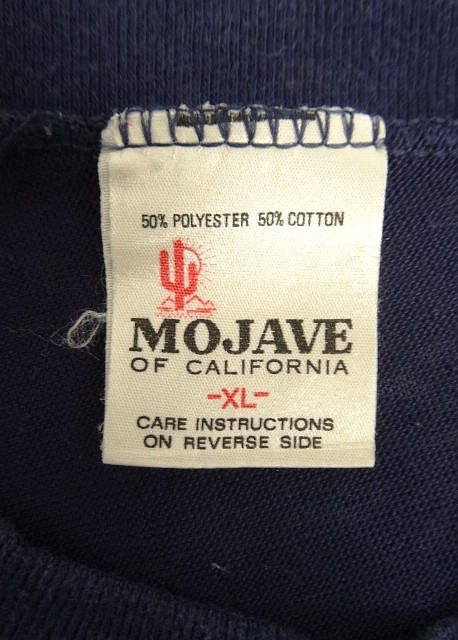 50% POLYESTER 50% COTTON
MOJAVE
OF CALIFORNIA
-XL-
CARE INSTRUCTIONS
ON REVERSE SIDE